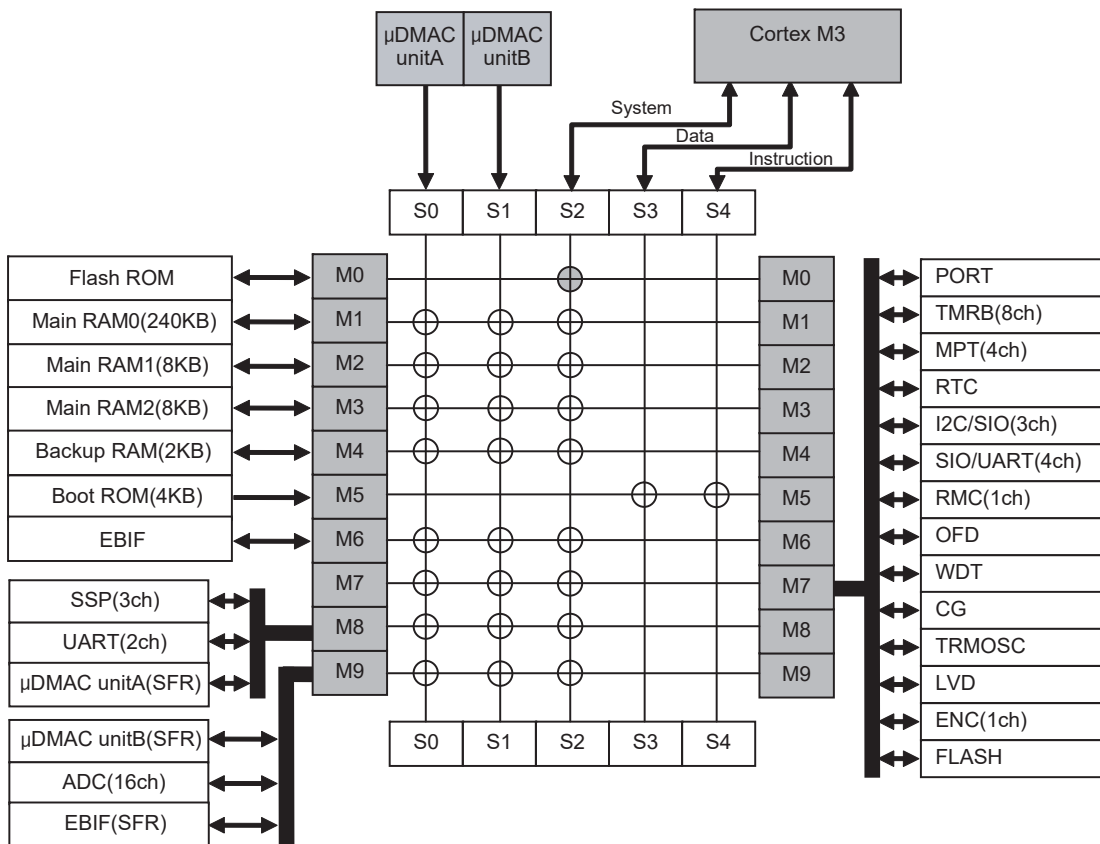 µDMAC unitA
µDMAC unitB
Cortex M3
System
Data
Instruction
S0 S1 S2 S3 S4
Flash ROM M0 M0 PORT
Main RAM0(240KB) M1 M1 TMRB(8ch)
Main RAM1(8KB) M2 M2 MPT(4ch)
Main RAM2(8KB) M3 M3 RTC
Backup RAM(2KB) M4 M4 I2C/SIO(3ch)
Boot ROM(4KB) M5 M5 SIO/UART(4ch)
EBIF M6 M6 RMC(1ch)
OFD
SSP(3ch) M7 M7 WDT
UART(2ch) M8 M8 CG
µDMAC unitA(SFR) M9 M9 TRMOSC
LVD
µDMAC unitB(SFR) S0 S1 S2 S3 S4 ENC(1ch)
ADC(16ch) FLASH
EBIF(SFR)